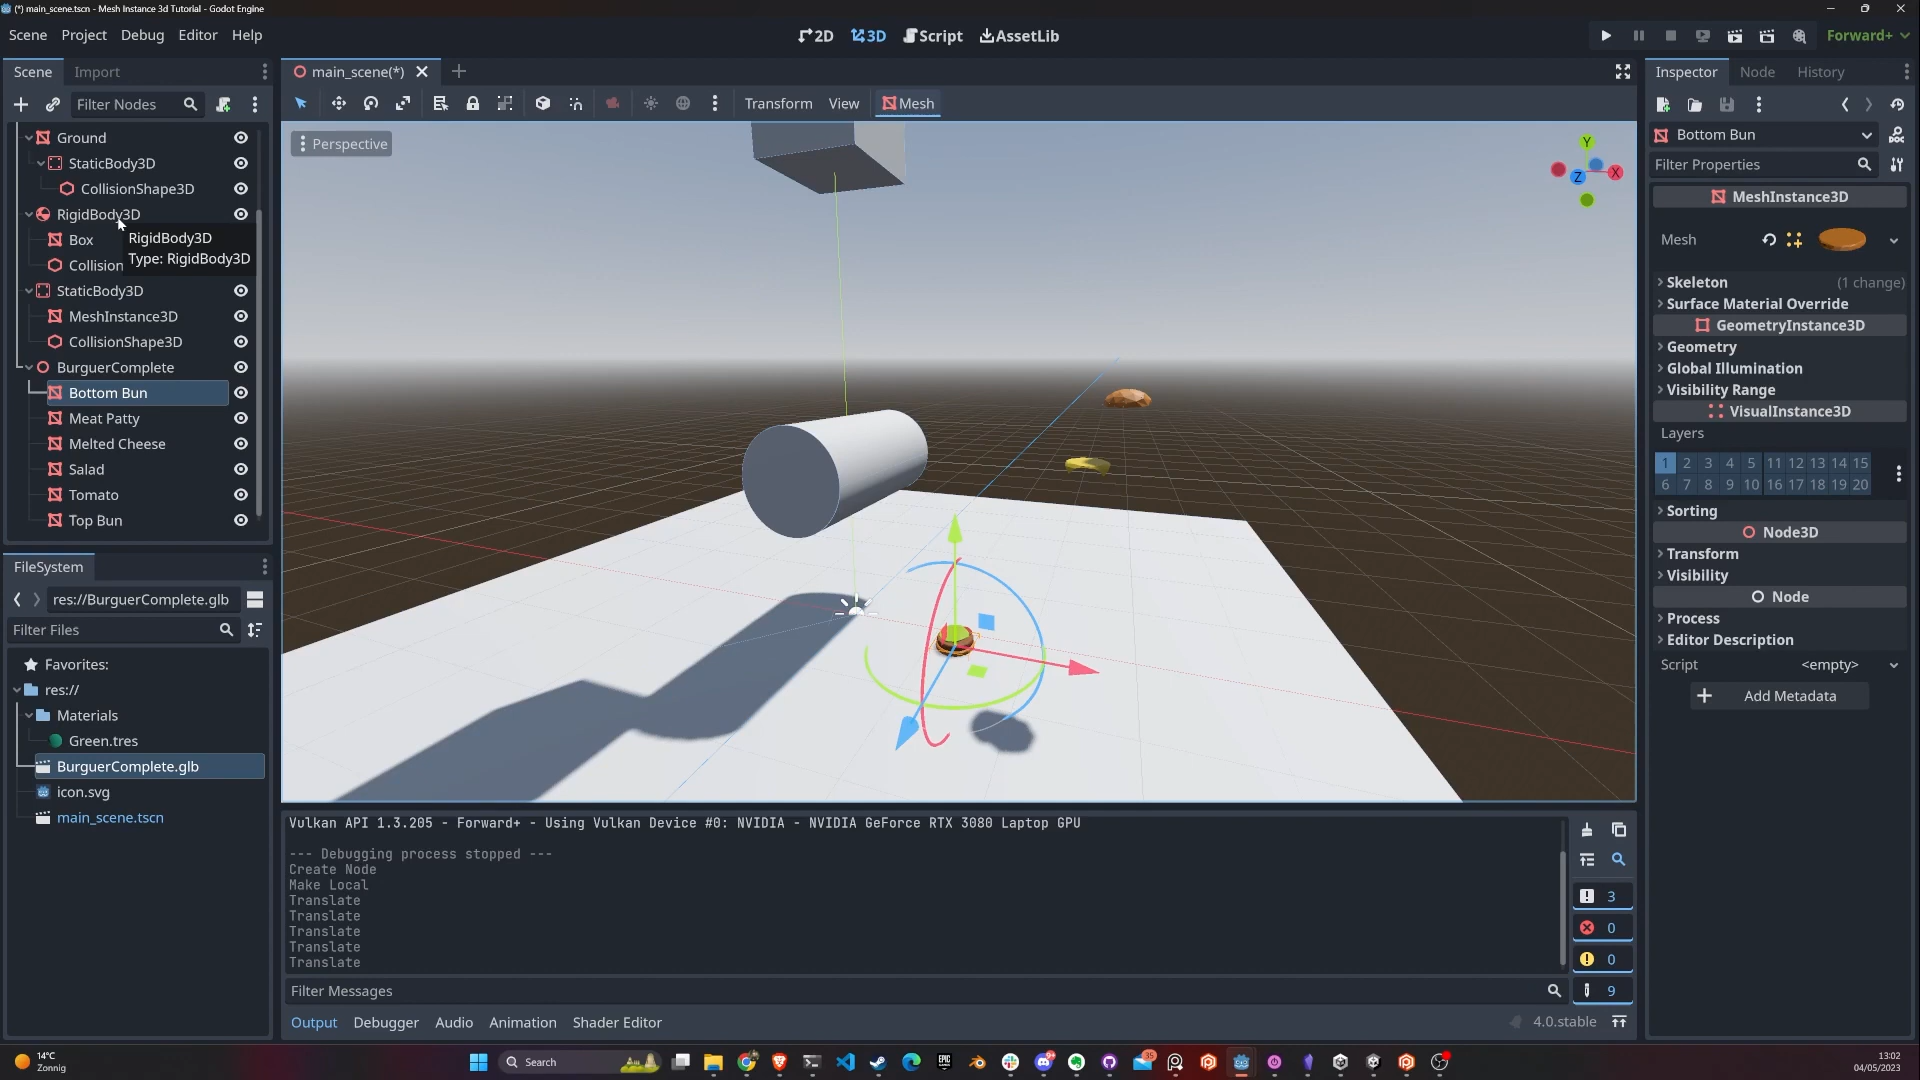 (*) main_scene.tscn - Mesh Instance 3d Tutorial - Godot Engine
Scene Project Debug Editor Help
2D 3D Script AssetLib
Forward+
Scene Import
main_scene(*)
Inspector Node History
Filter Nodes
Transform View Mesh
Perspective
Y
X
Z
Ground
StaticBody3D
CollisionShape3D
RigidBody3D
Box
Collision
RigidBody3D
Type: RigidBody3D
StaticBody3D
MeshInstance3D
CollisionShape3D
BurguerComplete
Bottom Bun
Meat Patty
Melted Cheese
Salad
Tomato
Top Bun
FileSystem
res://BurguerComplete.glb
Filter Files
Favorites:
res://
Materials
Green.tres
BurguerComplete.glb
icon.svg
main_scene.tscn
Vulkan API 1.3.205 - Forward+ - Using Vulkan Device #0: NVIDIA - NVIDIA GeForce RTX 3080 Laptop GPU
--- Debugging process stopped ---
Create Node
Make Local
Translate
Translate
Translate
Translate
Translate
Filter Messages
3
0
0
9
Output Debugger Audio Animation Shader Editor
4.0.stable
Bottom Bun
Filter Properties
MeshInstance3D
Mesh
Skeleton (1 change)
Surface Material Override
GeometryInstance3D
Geometry
Global Illumination
Visibility Range
VisualInstance3D
Layers
1 2 3 4 5 11 12 13 14 15
6 7 8 9 10 16 17 18 19 20
Sorting
Node3D
Transform
Visibility
Node
Process
Editor Description
Script <empty>
Add Metadata
14°C
Zonnig
Search
EPIC
35
13:02
04/05/2023